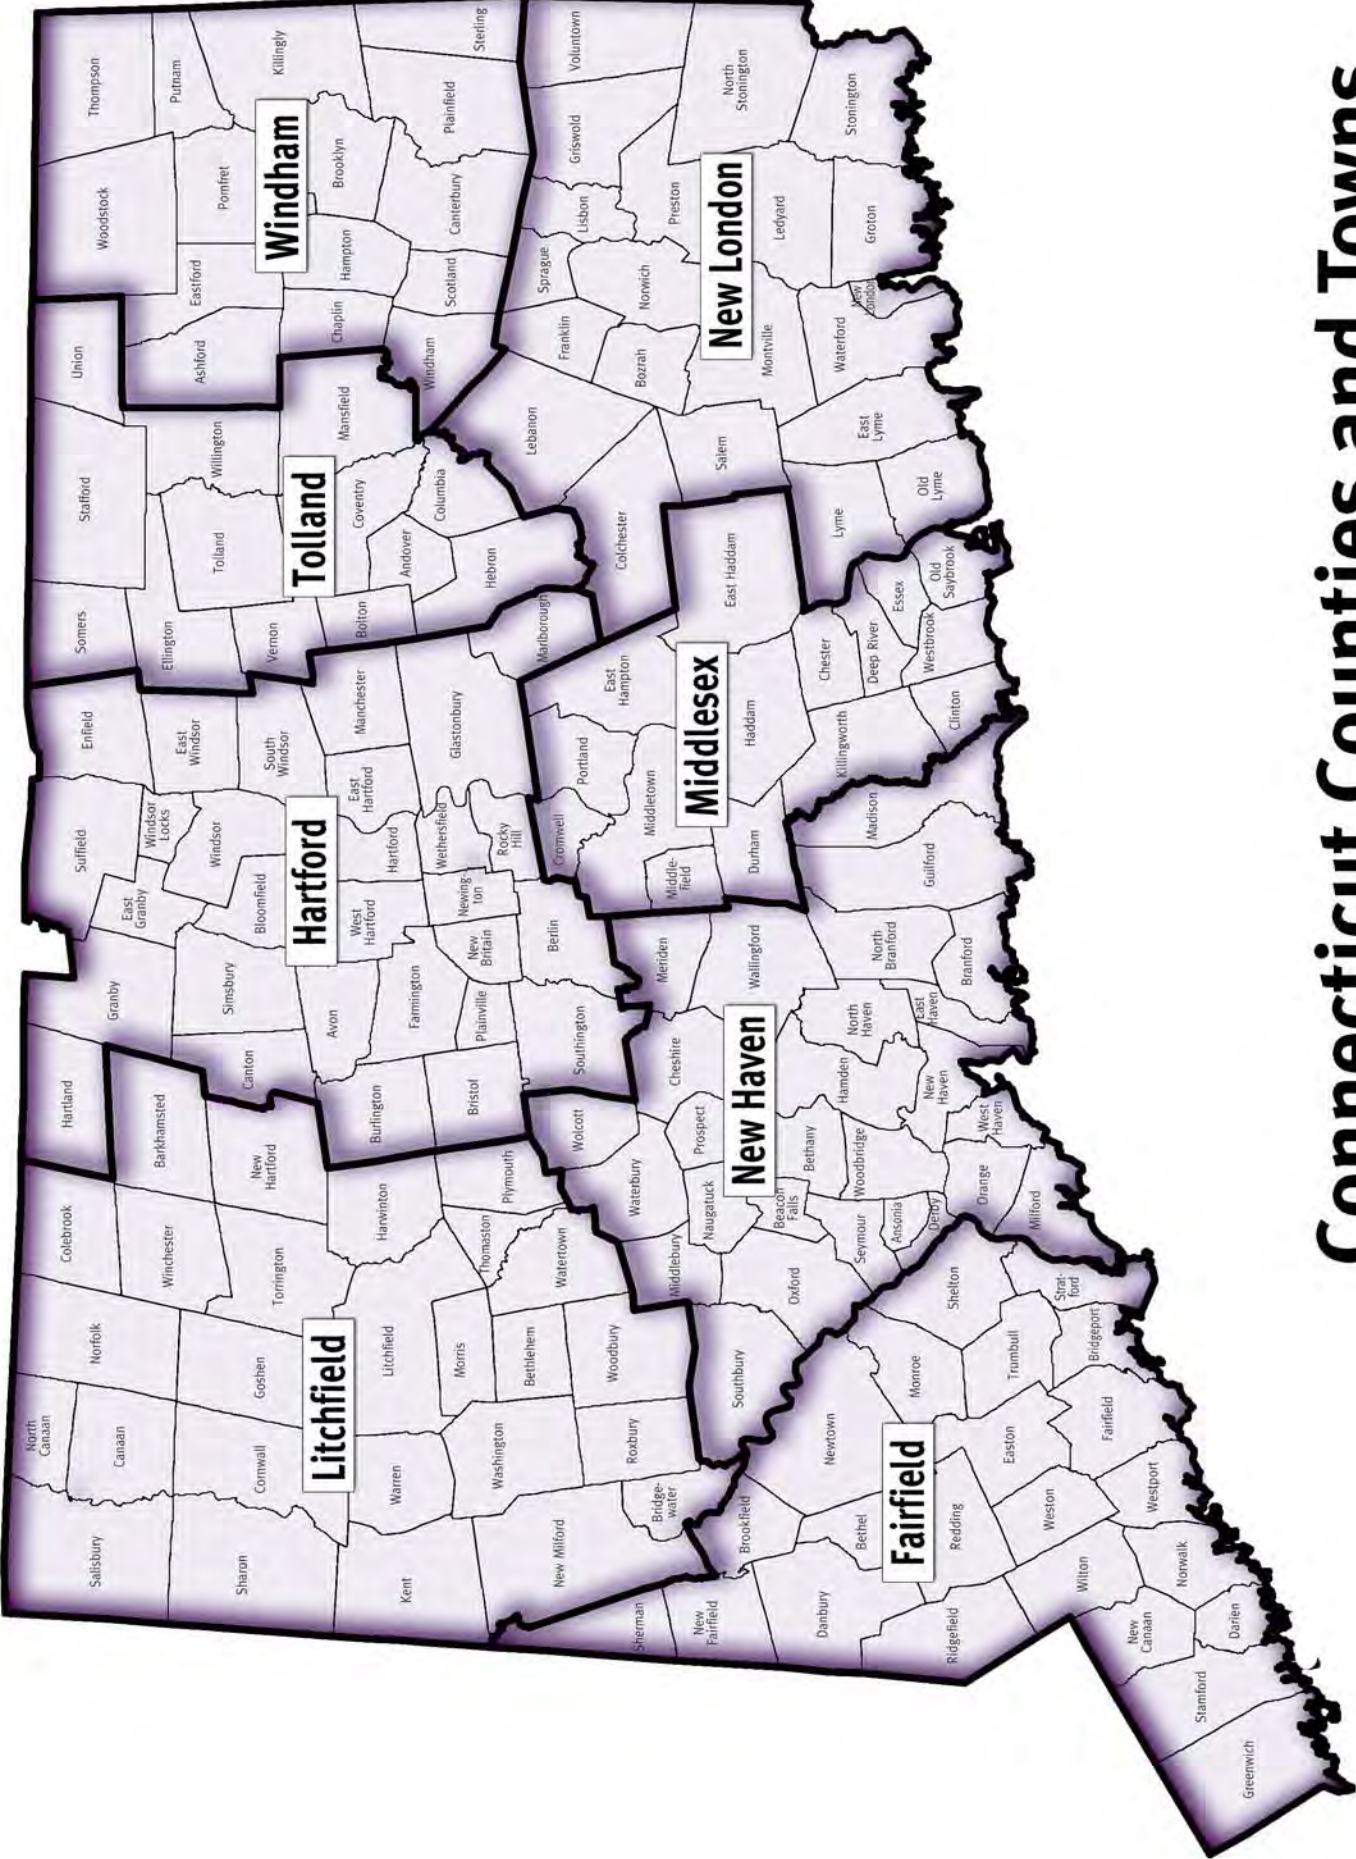 Connecticut Counties and Towns
Litchfield
Hartford
Tolland
Windham
Fairfield
New Haven
Middlesex
New London
Salisbury
North
Canaan
Canaan
Norfolk
Colebrook
Hartland
Barkhamsted
Winchester
Sharon
Cornwall
Goshen
Torrington
New
Hartford
Kent
Warren
Litchfield
Harwinton
Morris
Thomaston
Plymouth
Washington
Bethlehem
Watertown
New Milford
Roxbury
Woodbury
Bridge-
water
Granby
Suffield
Enfield
East
Granby
Windsor
Locks
East
Windsor
Canton
Simsbury
Bloomfield
Windsor
South
Windsor
Avon
West
Hartford
Hartford
East
Hartford
Manchester
Burlington
Farmington
Bristol
Plainville
New
Britain
Newing-
ton
Wethersfield
Rocky
Hill
Glastonbury
Marlborough
Southington
Berlin
Somers
Stafford
Union
Ellington
Tolland
Willington
Vernon
Bolton
Coventry
Mansfield
Andover
Columbia
Hebron
Woodstock
Thompson
Putnam
Ashford
Eastford
Pomfret
Killingly
Chaplin
Hampton
Brooklyn
Windham
Scotland
Canterbury
Plainfield
Sterling
Lebanon
Franklin
Sprague
Lisbon
Griswold
Voluntown
Colchester
Bozrah
Norwich
Preston
North
Stonington
Salem
Montville
Ledyard
Lyme
Old
Lyme
East
Lyme
Waterford
New
London
Groton
Stonington
Cromwell
Portland
East
Hampton
Middletown
Middle-
field
Durham
Haddam
East Haddam
Killingworth
Chester
Deep River
Essex
Clinton
Westbrook
Old
Saybrook
Wolcott
Waterbury
Middlebury
Southbury
Naugatuck
Prospect
Cheshire
Meriden
Wallingford
Oxford
Beacon
Falls
Bethany
Seymour
Woodbridge
Hamden
North
Haven
North
Branford
Guilford
Madison
Ansonia
Derby
Orange
Milford
West
Haven
New
Haven
East
Haven
Branford
Sherman
New
Fairfield
Brookfield
Danbury
Bethel
Newtown
Ridgefield
Redding
Monroe
Shelton
Easton
Trumbull
Strat-
ford
Wilton
Weston
Fairfield
Bridgeport
New
Canaan
Norwalk
Westport
Stamford
Darien
Greenwich